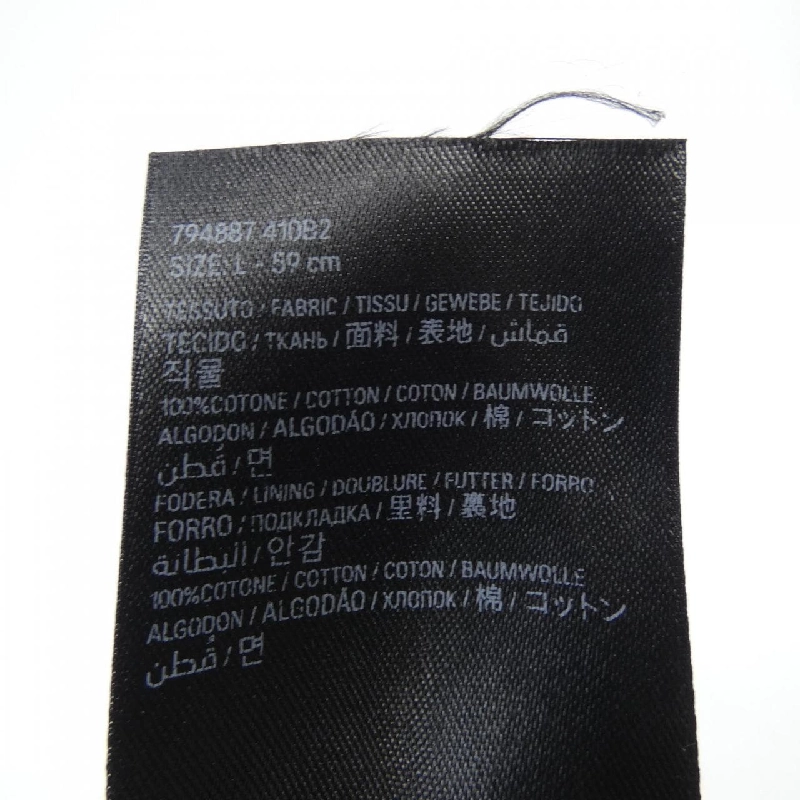 794887 410B2
SIZE L - 59 cm
TESSUTO / FABRIC / TISSU / GEWEBE / TEJIDO
TECIDO / ТКАНЬ / 面料 / 表地 / قماش
직물
100%COTONE / COTTON / COTON / BAUMWOLLE
ALGODON / ALGODÃO / ХЛОПОК / 棉 / コットン
قُطن / 면
FODERA / LINING / DOUBLURE / FUTTER / FORRO
FORRO / ПОДКЛАДКА / 里料 / 裏地
البطانة / 안감
100%COTONE / COTTON / COTON / BAUMWOLLE
ALGODON / ALGODÃO / ХЛОПОК / 棉 / コットン
قُطن / 면